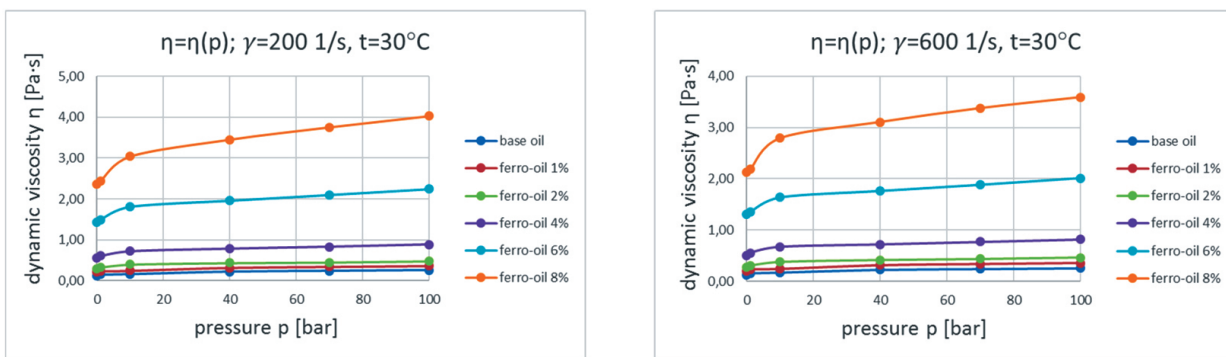 η=η(p); γ=200 1/s, t=30°C
dynamic viscosity η [Pa·s]
5,00
4,00
3,00
2,00
1,00
0,00
0 20 40 60 80 100
pressure p [bar]
base oil
ferro-oil 1%
ferro-oil 2%
ferro-oil 4%
ferro-oil 6%
ferro-oil 8%
η=η(p); γ=600 1/s, t=30°C
dynamic viscosity η [Pa·s]
4,00
3,00
2,00
1,00
0,00
0 20 40 60 80 100
pressure p [bar]
base oil
ferro-oil 1%
ferro-oil 2%
ferro-oil 4%
ferro-oil 6%
ferro-oil 8%